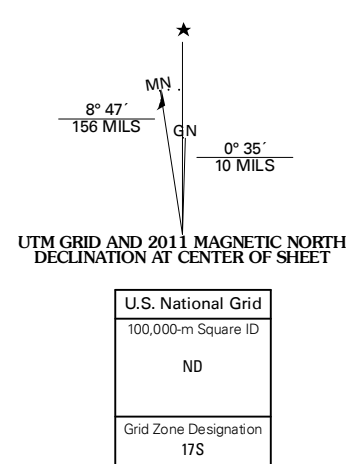 MN
8° 47´
156 MILS
GN
0° 35´
10 MILS
UTM GRID AND 2011 MAGNETIC NORTH
DECLINATION AT CENTER OF SHEET
U.S. National Grid
100,000-m Square ID
ND
Grid Zone Designation
17S